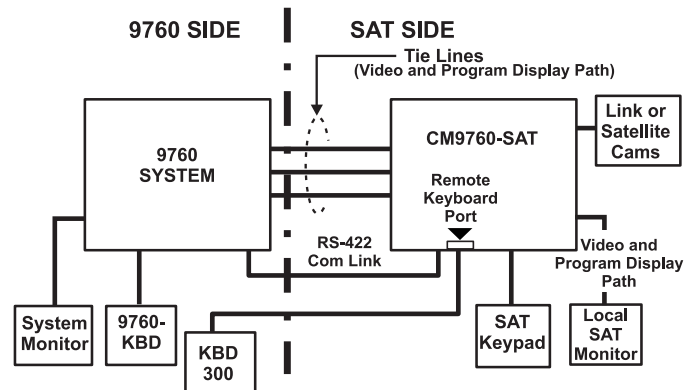 9760 SIDE
SAT SIDE
Tie Lines
(Video and Program Display Path)
9760
SYSTEM
CM9760-SAT
Link or
Satellite
Cams
Remote
Keyboard
Port
RS-422
Com Link
Video and
Program Display
Path
System
Monitor
9760-
KBD
KBD
300
SAT
Keypad
Local
SAT
Monitor